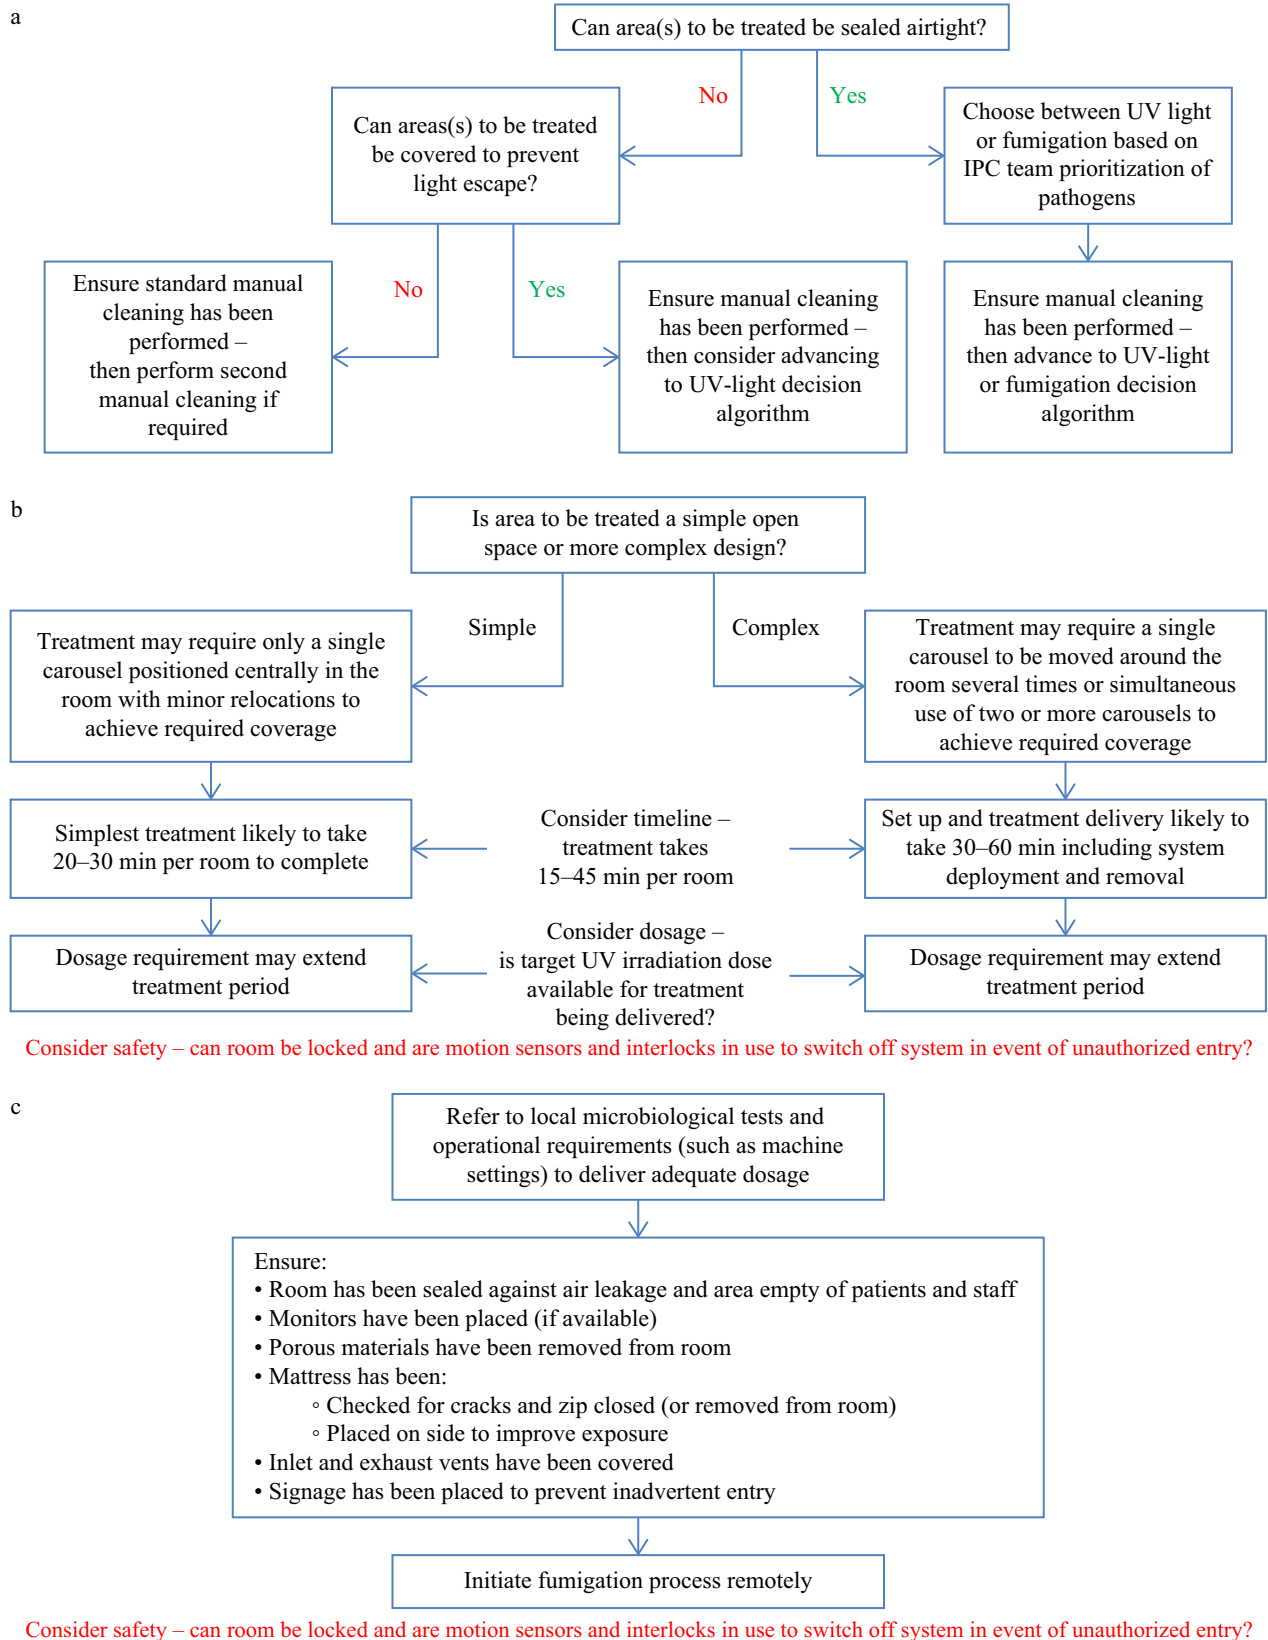 a
Can area(s) to be treated be sealed airtight?
No
Yes
Can areas(s) to be treated
be covered to prevent
light escape?
Choose between UV light
or fumigation based on
IPC team prioritization of
pathogens
No
Yes
Ensure standard manual
cleaning has been
performed –
then perform second
manual cleaning if
required
Ensure manual cleaning
has been performed –
then consider advancing
to UV-light decision
algorithm
Ensure manual cleaning
has been performed –
then advance to UV-light
or fumigation decision
algorithm
b
Is area to be treated a simple open
space or more complex design?
Simple
Complex
Treatment may require only a single
carousel positioned centrally in the
room with minor relocations to
achieve required coverage
Treatment may require a single
carousel to be moved around the
room several times or simultaneous
use of two or more carousels to
achieve required coverage
Simplest treatment likely to take
20–30 min per room to complete
Consider timeline –
treatment takes
15–45 min per room
Set up and treatment delivery likely to
take 30–60 min including system
deployment and removal
Dosage requirement may extend
treatment period
Consider dosage –
is target UV irradiation dose
available for treatment
being delivered?
Dosage requirement may extend
treatment period
Consider safety – can room be locked and are motion sensors and interlocks in use to switch off system in event of unauthorized entry?
c
Refer to local microbiological tests and
operational requirements (such as machine
settings) to deliver adequate dosage
Ensure:
• Room has been sealed against air leakage and area empty of patients and staff
• Monitors have been placed (if available)
• Porous materials have been removed from room
• Mattress has been:
◦ Checked for cracks and zip closed (or removed from room)
◦ Placed on side to improve exposure
• Inlet and exhaust vents have been covered
• Signage has been placed to prevent inadvertent entry
Initiate fumigation process remotely
Consider safety – can room be locked and are motion sensors and interlocks in use to switch off system in event of unauthorized entry?